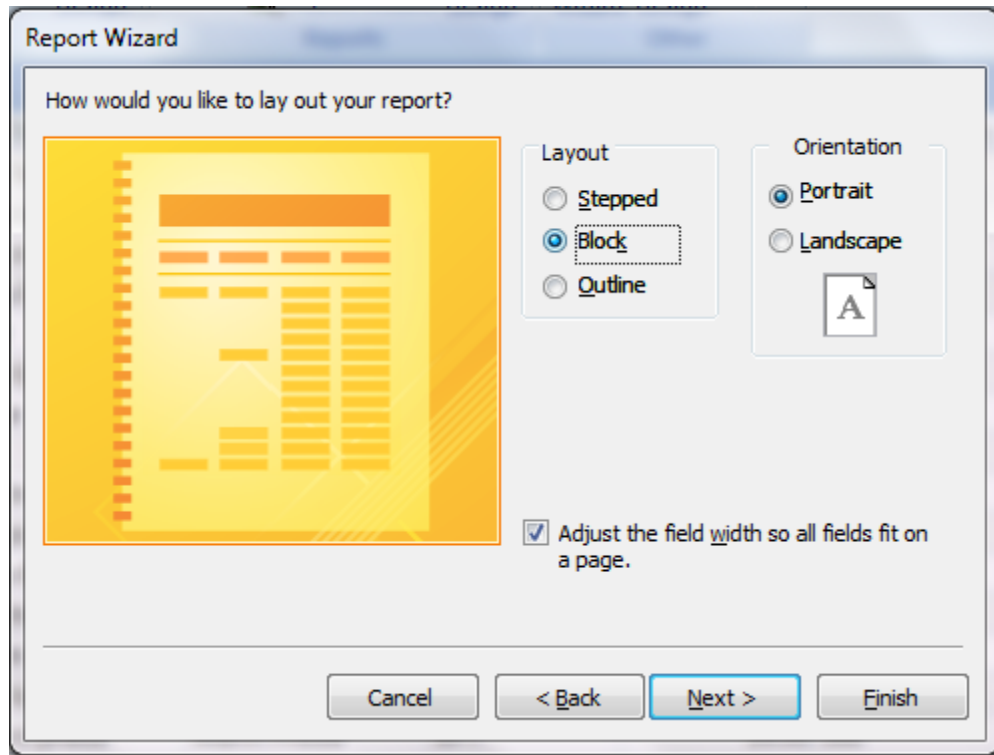 Report Wizard
How would you like to lay out your report?
Layout
Stepped
Block
Outline
Orientation
Portrait
Landscape
A
Adjust the field width so all fields fit on
a page.
Cancel
< Back
Next >
Finish